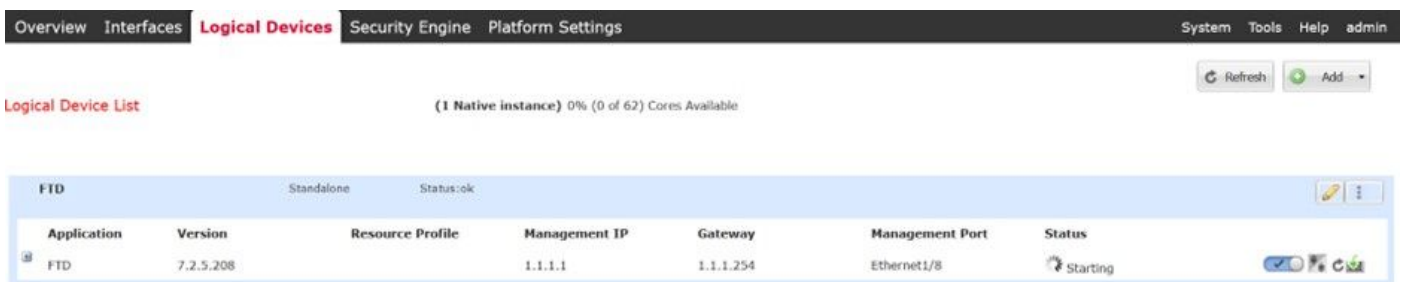 Overview Interfaces Logical Devices Security Engine Platform Settings System Tools Help admin
Refresh Add
Logical Device List (1 Native instance) 0% (0 of 62) Cores Available
FTD Standalone Status:ok
Application Version Resource Profile Management IP Gateway Management Port Status
FTD 7.2.5.208 1.1.1.1 1.1.1.254 Ethernet1/8 Starting